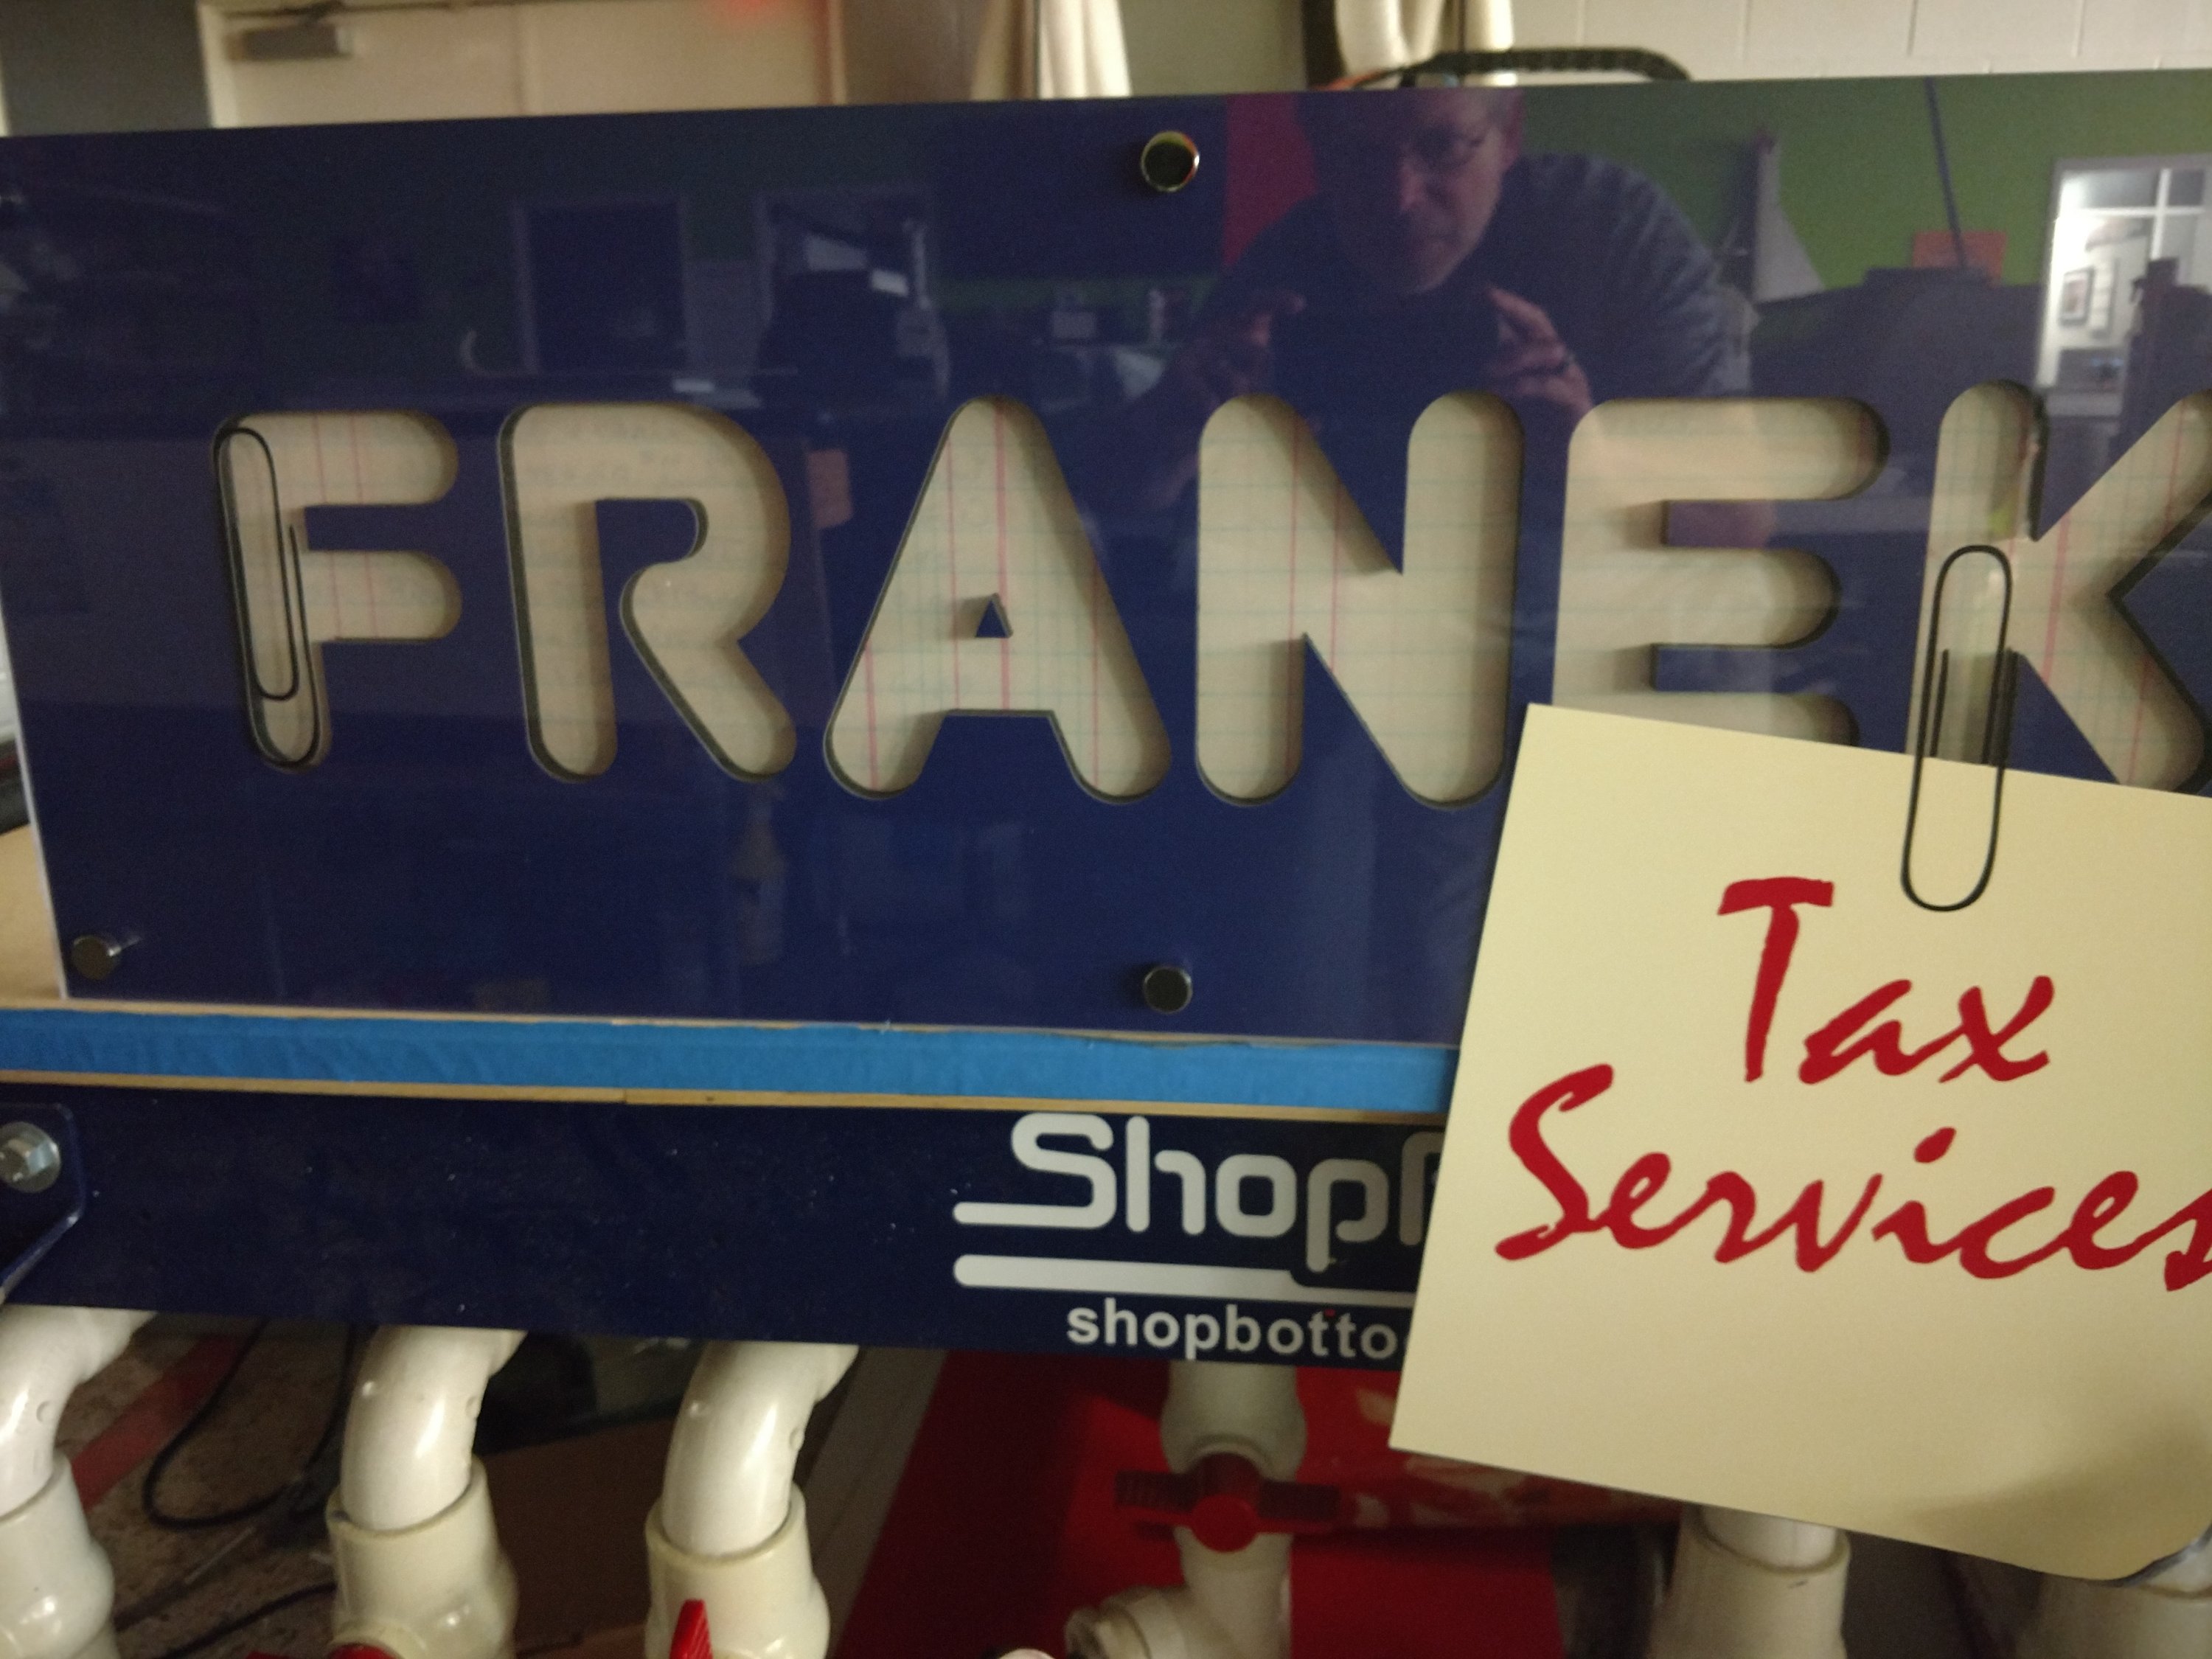 FRANEK
Tax
Services
Shop
shopbotto